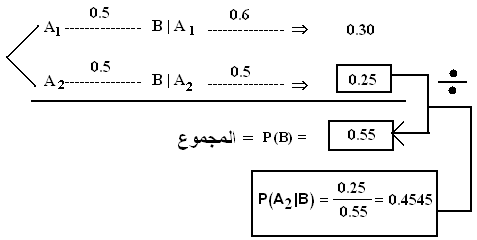 A₁ 0.5 B | A₁ 0.6 ⇒ 0.30
A₂ 0.5 B | A₂ 0.5 ⇒ 0.25
÷
المجموع = P(B) = 0.55
P(A₂|B) = 0.25/0.55 = 0.4545